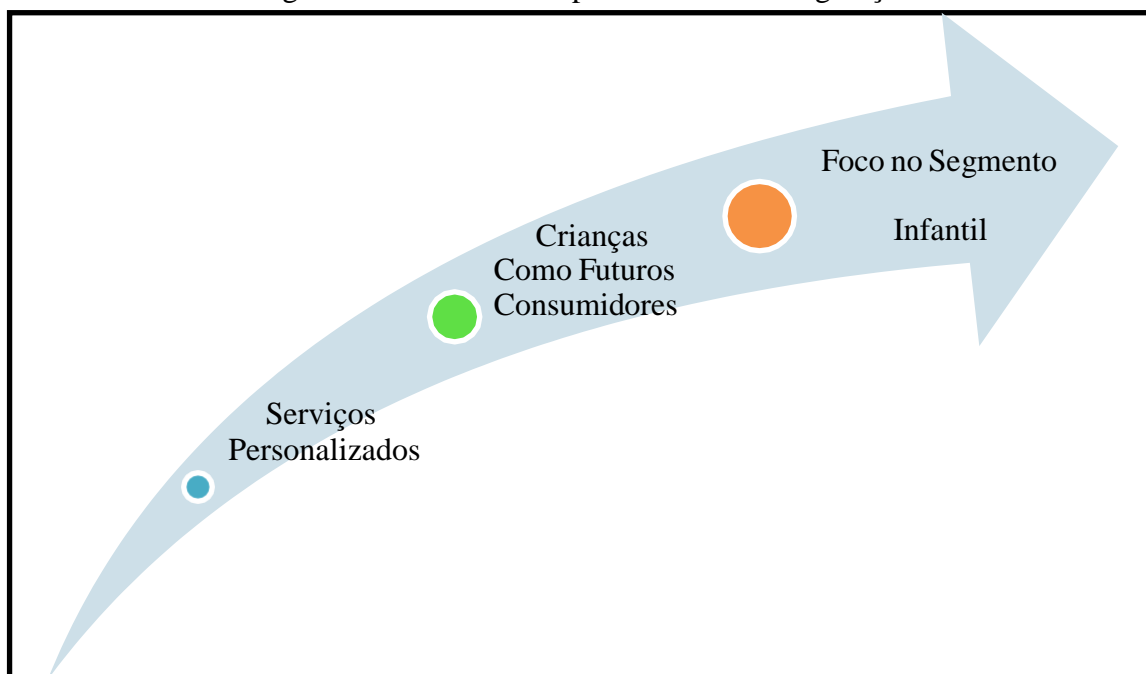 Foco no Segmento
Infantil
Crianças
Como Futuros
Consumidores
Serviços
Personalizados